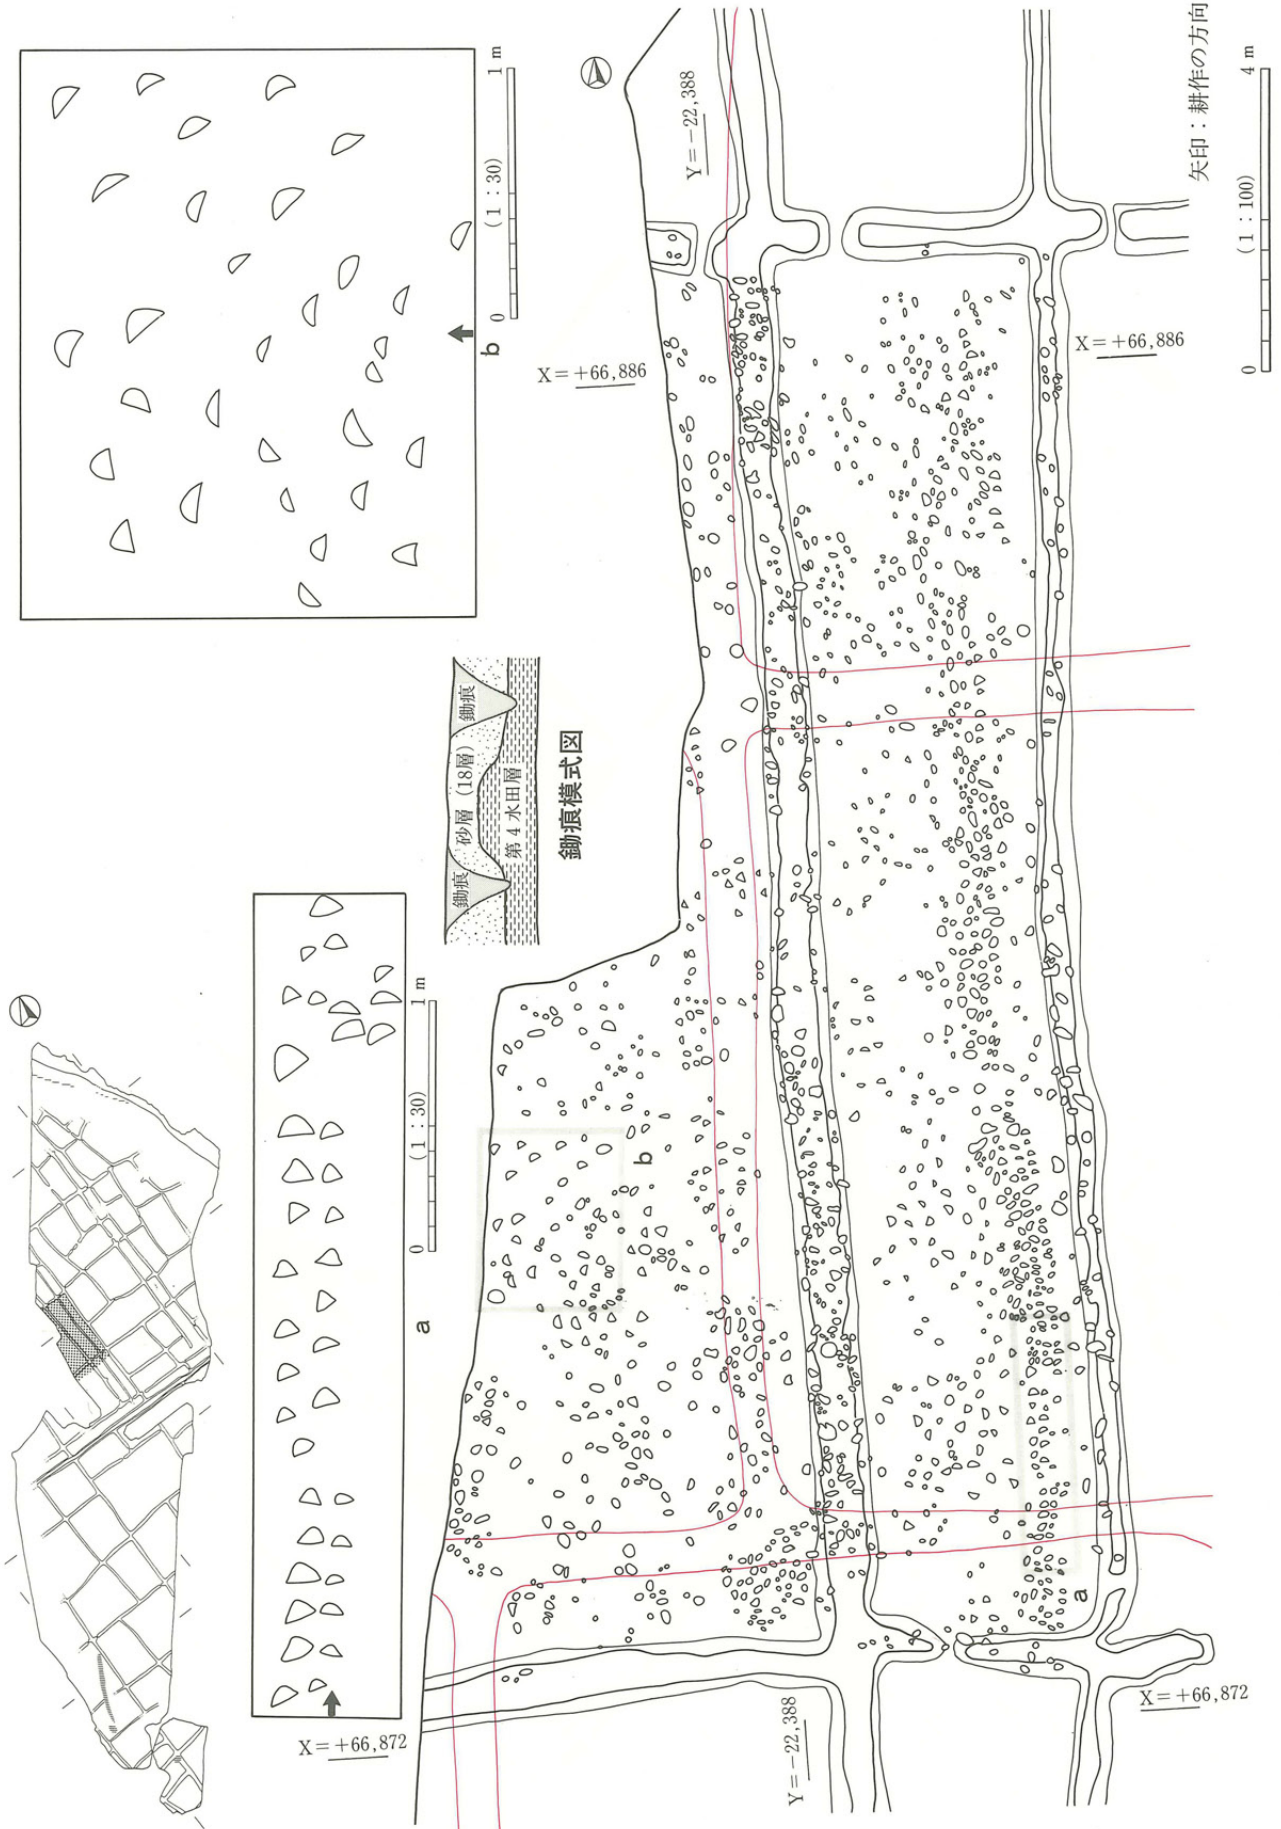 1 m
(1：30)
0
b
X=+66,886
Y=-22,388
矢印：耕作の方向
4 m
(1：100)
0
X=+66,886
鋤痕
砂層 (18層)
第4水田層
鋤痕
鋤痕模式図
1 m
(1：30)
0
a
b
a
X=+66,872
Y=-22,388
X=+66,872